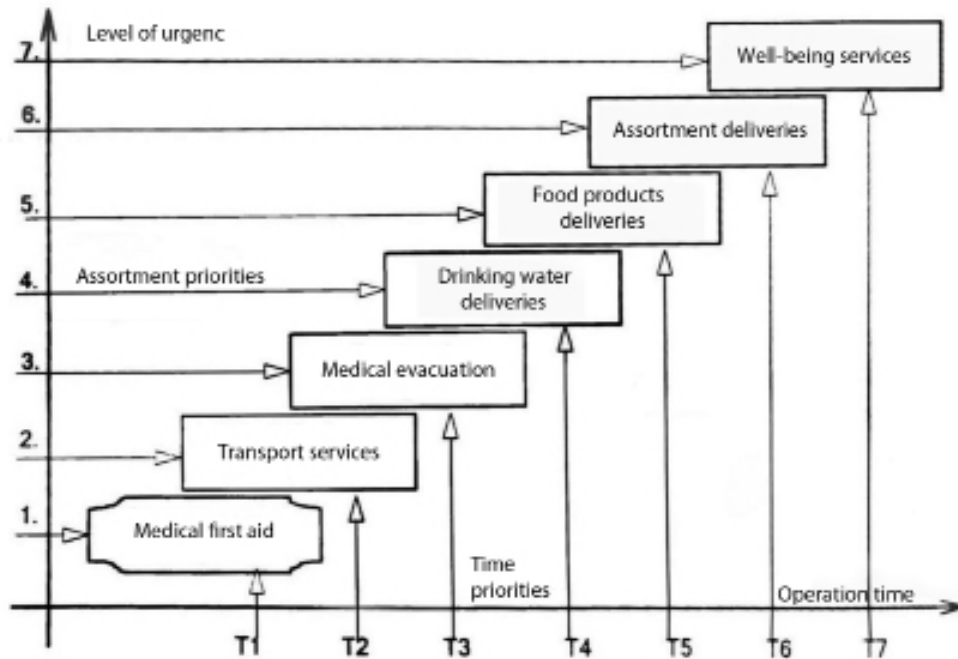 Level of urgenc
7.
Well-being services
6.
Assortment deliveries
5.
Food products
deliveries
Assortment priorities
4.
Drinking water
deliveries
3.
Medical evacuation
2.
Transport services
1.
Medical first aid
Time
priorities
Operation time
T1 T2 T3 T4 T5 T6 T7